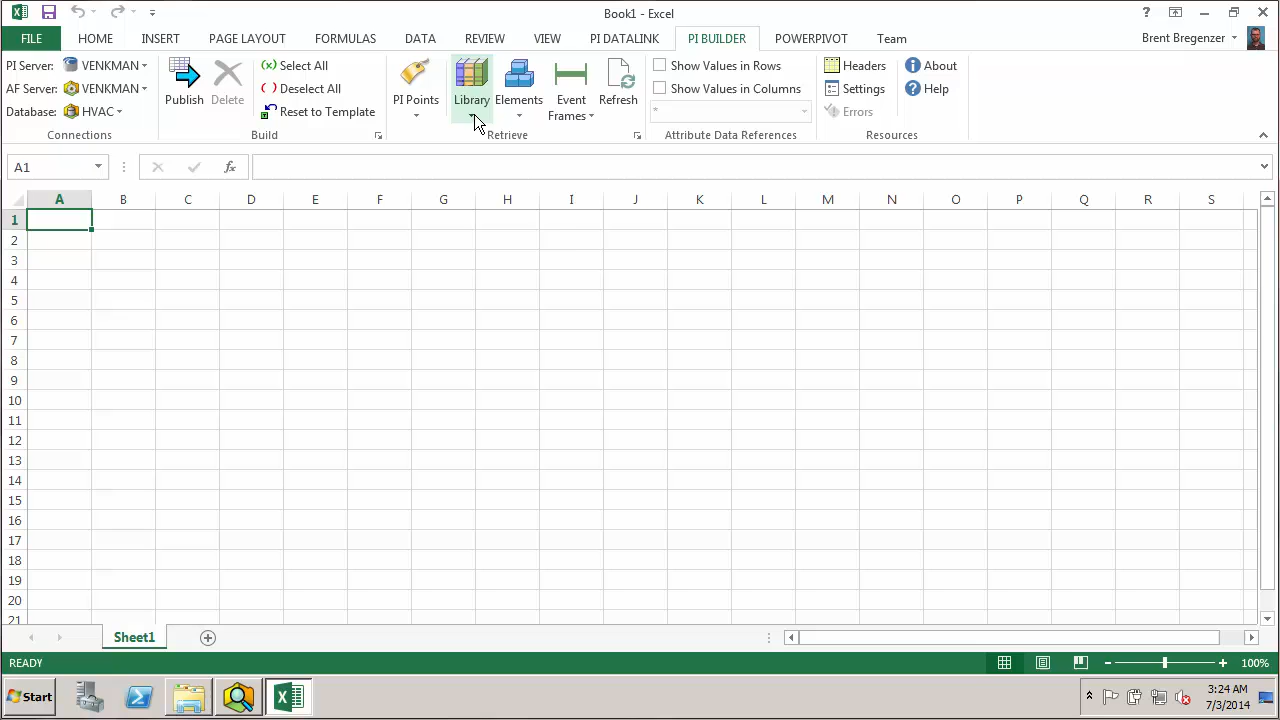 Book1 - Excel
FILE HOME INSERT PAGE LAYOUT FORMULAS DATA REVIEW VIEW PI DATALINK PI BUILDER POWERPIVOT Team Brent Bregenzer
PI Server: VENKMAN
AF Server: VENKMAN
Database: HVAC
Connections
Publish Delete
(x) Select All
( ) Deselect All
Reset to Template
Build
PI Points Library Elements Event Frames Refresh
Retrieve
Show Values in Rows
Show Values in Columns
*
Attribute Data References
Headers
Settings
Errors
About
Help
Resources
A1 fx
A B C D E F G H I J K L M N O P Q R S
1
2
3
4
5
6
7
8
9
10
11
12
13
14
15
16
17
18
19
20
21
Sheet1
READY 100%
Start 3:24 AM
7/3/2014